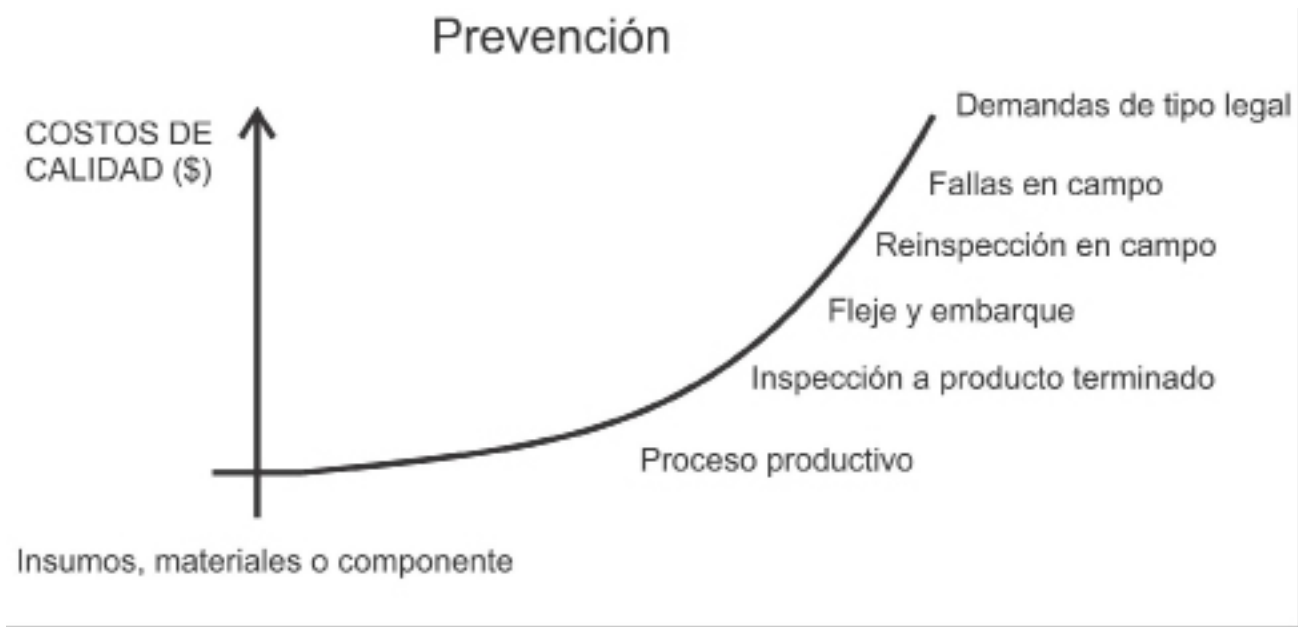 Prevención
COSTOS DE
CALIDAD ($)
Demandas de tipo legal
Fallas en campo
Reinspección en campo
Fleje y embarque
Inspección a producto terminado
Proceso productivo
Insumos, materiales o componente